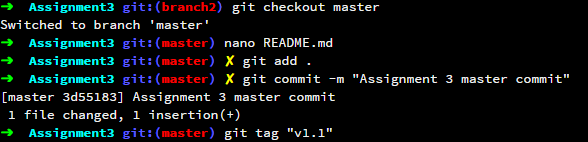 ➜ Assignment3 git:(branch2) git checkout master
Switched to branch 'master'
➜ Assignment3 git:(master) nano README.md
➜ Assignment3 git:(master) ✗ git add .
➜ Assignment3 git:(master) ✗ git commit -m "Assignment 3 master commit"
[master 3d55183] Assignment 3 master commit
 1 file changed, 1 insertion(+)
➜ Assignment3 git:(master) git tag "v1.1"